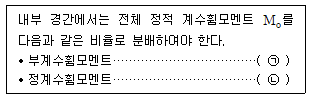 내부 경간에서는 전체 정적 계수휨모멘트 Mo를
다음과 같은 비율로 분배하여야 한다.
• 부계수휨모멘트······························( ㉠ )
• 정계수휨모멘트······························( ㉡ )